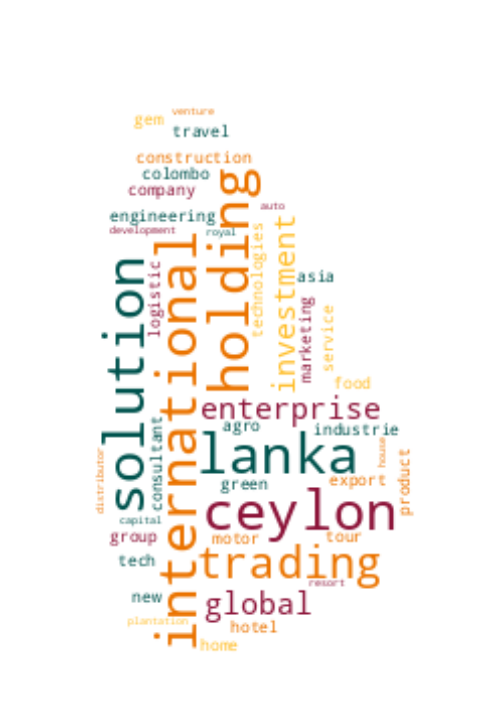 venture
gem
travel
construction
colombo
company
holding
auto
engineering
development
royal
international
investment
technologies
solution
logistic
asia
marketing
service
food
enterprise
agro
industrie
consultant
lanka
house
distributor
green
export
product
ceylon
capital
group
motor
tour
trading
tech
resort
new
global
plantation
hotel
home